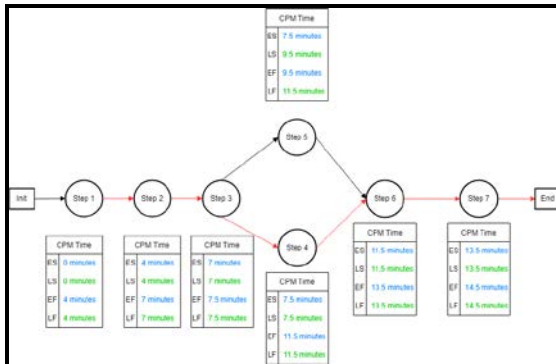 CPM Time
ES 7.5 minutes
LS 9.5 minutes
EF 9.5 minutes
LF 11.5 minutes
Step 5
Init
Step 1
Step 2
Step 3
Step 6
Step 7
End
Step 4
CPM Time
ES 0 minutes
LS 0 minutes
EF 4 minutes
LF 4 minutes
CPM Time
ES 4 minutes
LS 4 minutes
EF 7 minutes
LF 7 minutes
CPM Time
ES 7 minutes
LS 7 minutes
EF 7.5 minutes
LF 7.5 minutes
CPM Time
ES 7.5 minutes
LS 7.5 minutes
EF 11.5 minutes
LF 11.5 minutes
CPM Time
ES 11.5 minutes
LS 11.5 minutes
EF 13.5 minutes
LF 13.5 minutes
CPM Time
ES 13.5 minutes
LS 13.5 minutes
EF 14.5 minutes
LF 14.5 minutes